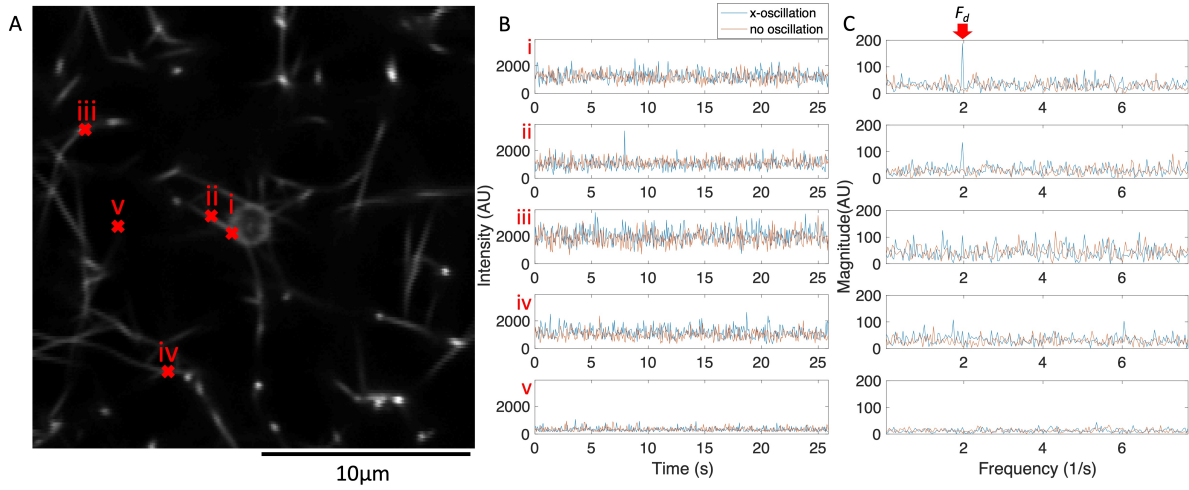 A
iii
v
ii
i
iv
10μm
B
x-oscillation
no oscillation
Intensity (AU)
i
2000
0
0 5 10 15 20 25
ii
2000
0
0 5 10 15 20 25
iii
2000
0
0 5 10 15 20 25
iv
2000
0
0 5 10 15 20 25
v
2000
0
0 5 10 15 20 25
Time (s)
C
Fd
Magnitude(AU)
200
100
0
2 4 6
200
100
0
2 4 6
200
100
0
2 4 6
200
100
0
2 4 6
200
100
0
2 4 6
Frequency (1/s)